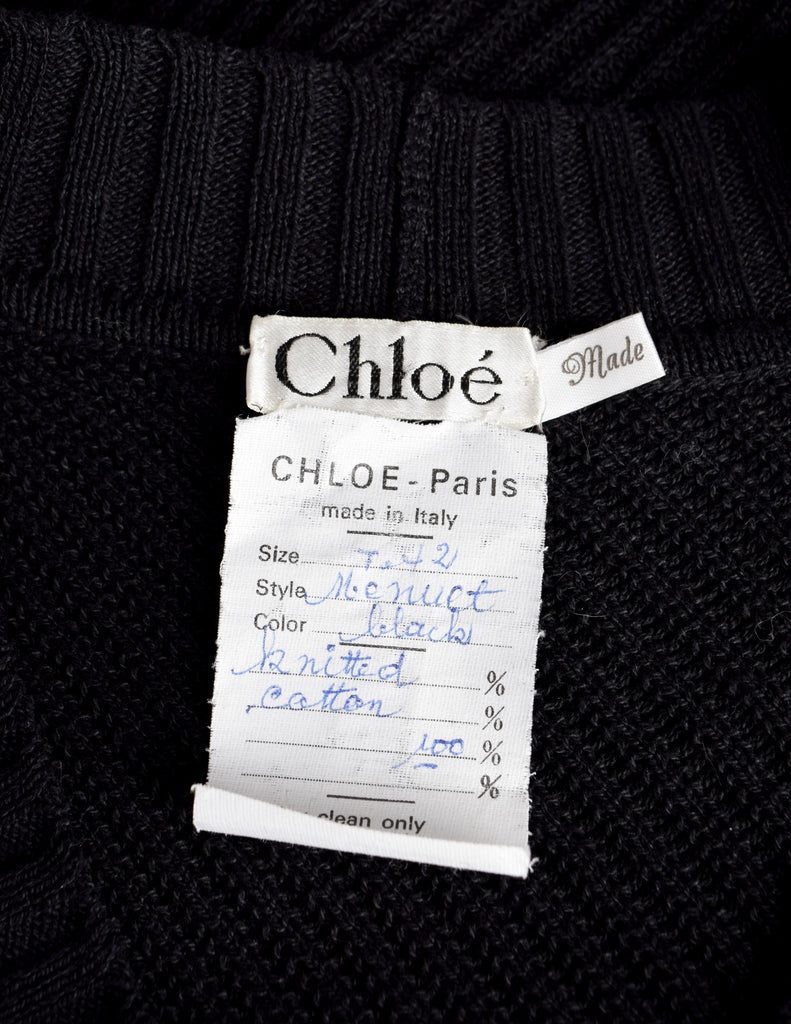 Chloé
Made
CHLOE - Paris
made in Italy
Size T. 42
Style Menuet
Color black
knitted %
cotton %
100 %
%
clean only